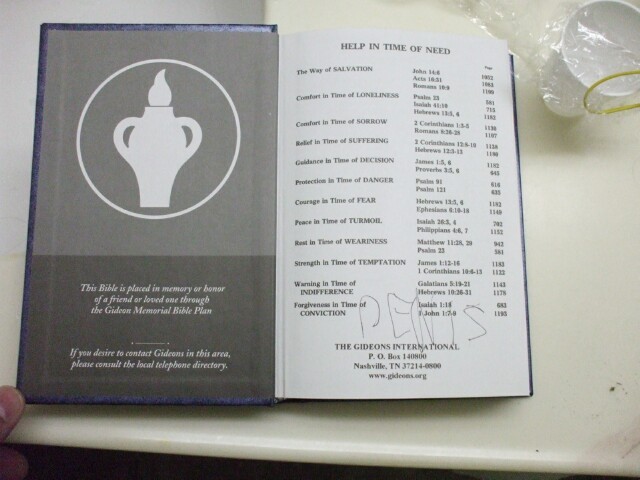 This Bible is placed in memory or honor
of a friend or loved one through
the Gideon Memorial Bible Plan
If you desire to contact Gideons in this area,
please consult the local telephone directory.
HELP IN TIME OF NEED
Page
The Way of SALVATION John 14:6 1002
Acts 16:31
Romans 10:9
Comfort in Time of LONELINESS Psalm 23 581
Isaiah 41:10 715
Hebrews 13:5, 6 1182
Comfort in Time of SORROW 2 Corinthians 1:3-5
Romans 8:26-28 1107
Relief in Time of SUFFERING 2 Corinthians 12:8-10
Hebrews 12:3-13
Guidance in Time of DECISION James 1:5, 6
Proverbs 3:5, 6
Protection in Time of DANGER Psalm 91 616
Psalm 121 635
Courage in Time of FEAR Hebrews 13:5, 6 1182
Ephesians 6:10-18 1149
Peace in Time of TURMOIL Isaiah 26:3, 4 702
Philippians 4:6, 7 1152
Rest in Time of WEARINESS Matthew 11:28, 29 942
Psalm 23 581
Strength in Time of TEMPTATION James 1:12-16 1183
1 Corinthians 10:6-13 1122
Warning in Time of Galatians 5:19-21 1143
INDIFFERENCE Hebrews 10:26-31 1178
Forgiveness in Time of Isaiah 1:18 683
CONVICTION 1 John 1:7-9 1193
PENIS
THE GIDEONS INTERNATIONAL
P. O. Box 140800
Nashville, TN 37214-0800
www.gideons.org